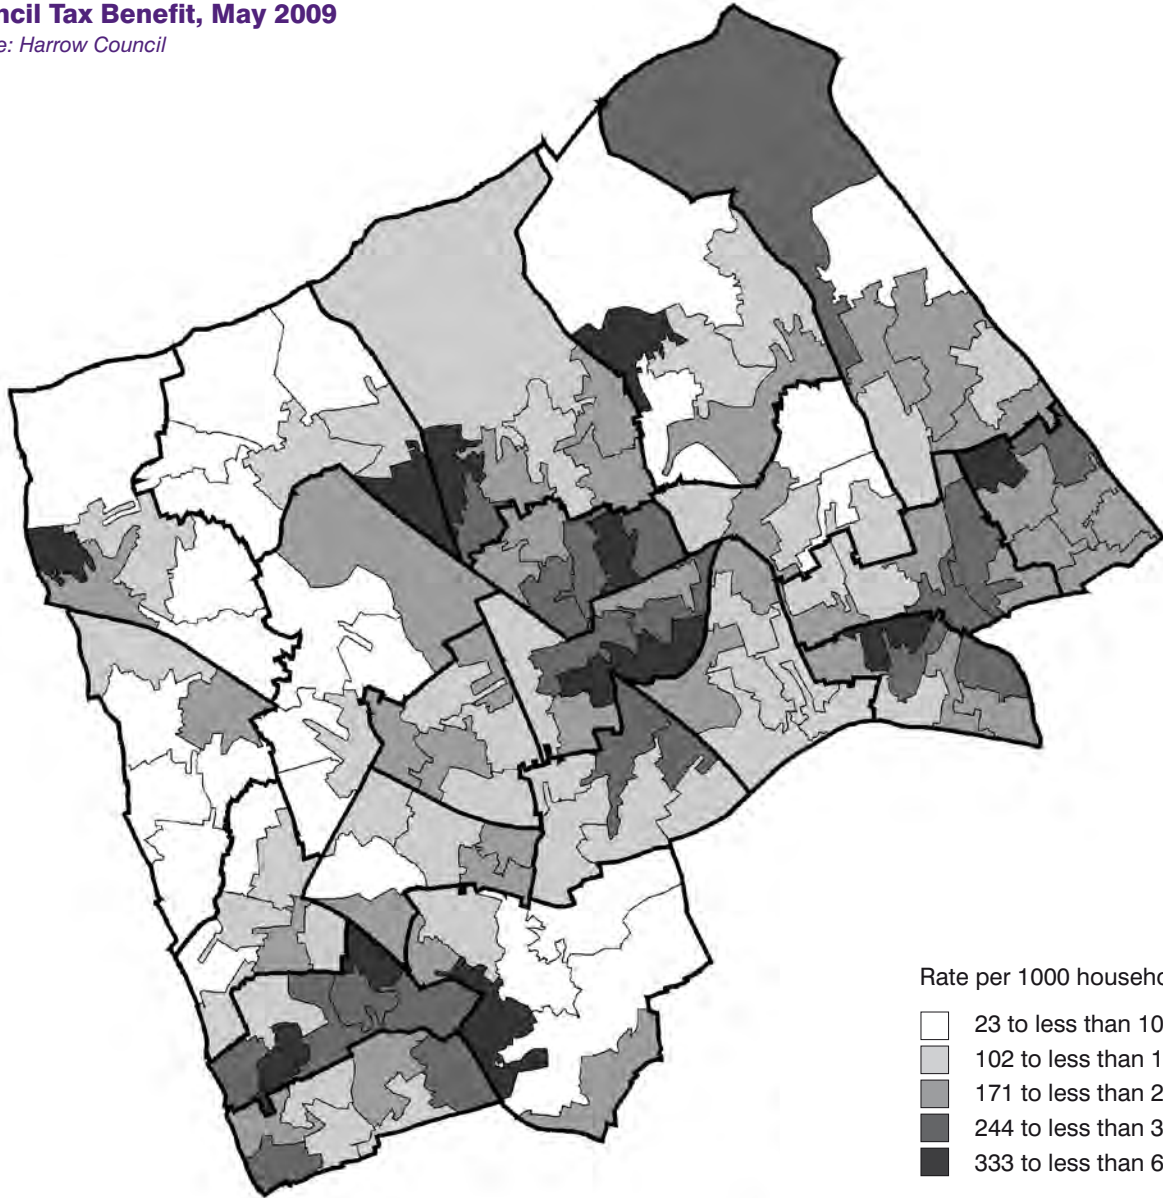 ncil Tax Benefit, May 2009
e: Harrow Council
Rate per 1000 househo
23 to less than 10
102 to less than 1
171 to less than 2
244 to less than 3
333 to less than 6